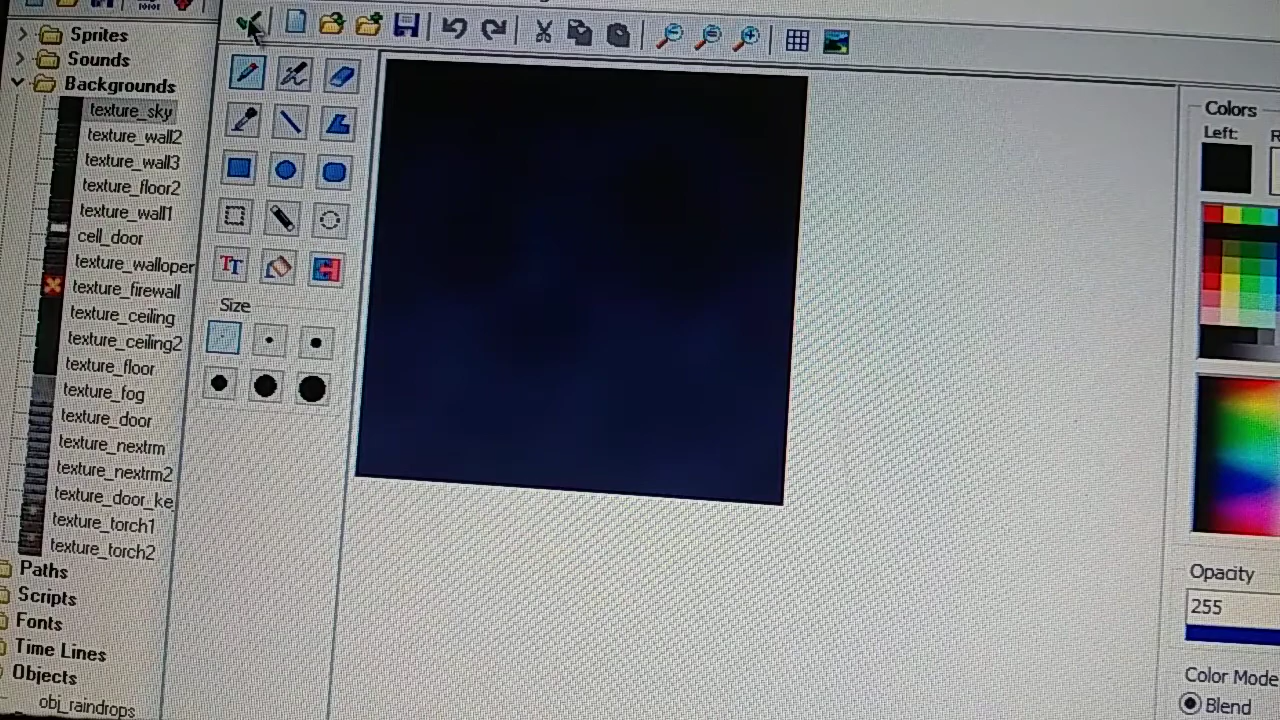 Sprites
Sounds
Backgrounds
texture_sky
texture_wall2
texture_wall3
texture_floor2
texture_wall1
cell_door
texture_walloper
texture_firewall
texture_ceiling
texture_ceiling2
texture_floor
texture_fog
texture_door
texture_nextrm
texture_nextrm2
texture_door_ke
texture_torch1
texture_torch2
Paths
Scripts
Fonts
Time Lines
Objects
obj_raindrops
TT
Size
Colors
Left:
Opacity
255
Color Mode
Blend